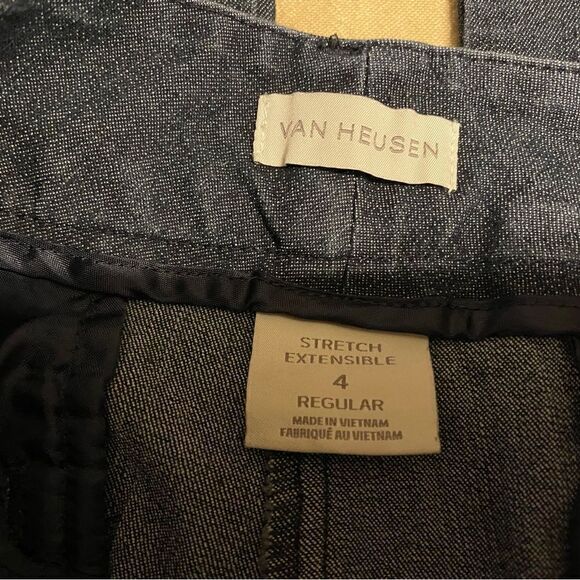 VAN HEUSEN
STRETCH
EXTENSIBLE
4
REGULAR
MADE IN VIETNAM
FABRIQUÉ AU VIETNAM